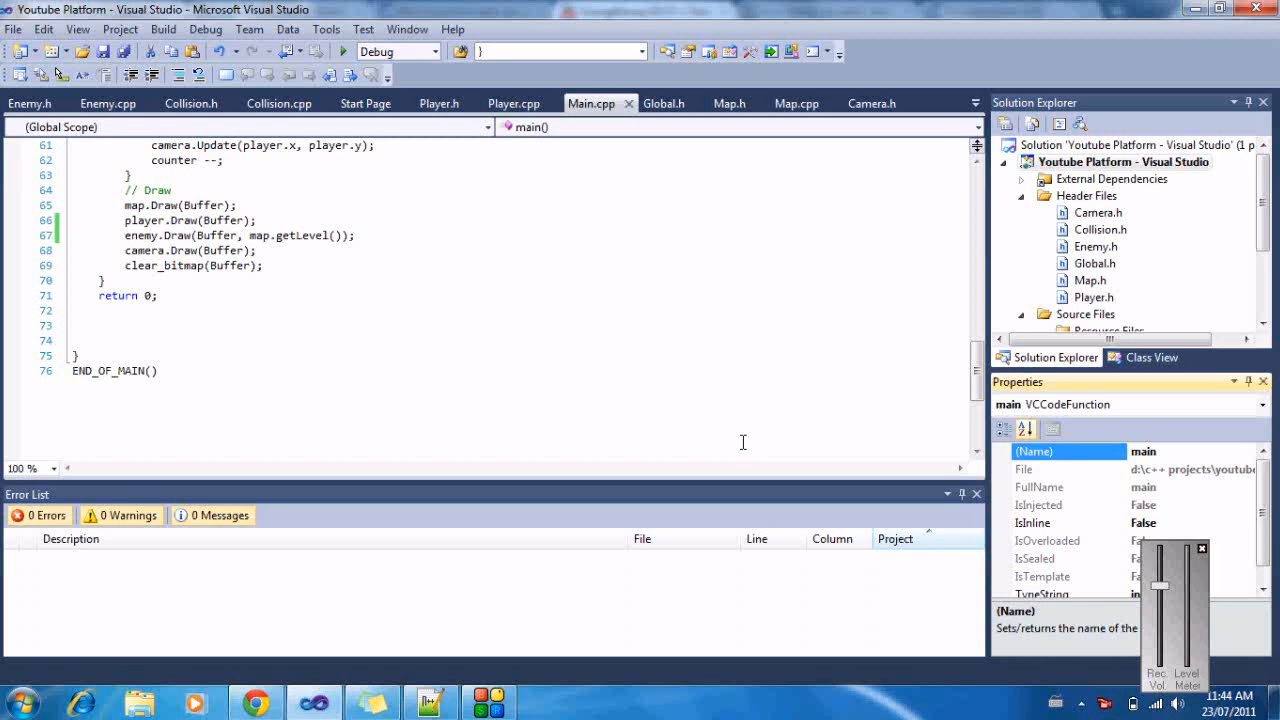 Youtube Platform - Visual Studio - Microsoft Visual Studio
File Edit View Project Build Debug Team Data Tools Test Window Help
Debug }
Enemy.h Enemy.cpp Collision.h Collision.cpp Start Page Player.h Player.cpp Main.cpp Global.h Map.h Map.cpp Camera.h
(Global Scope) main()
61 camera.Update(player.x, player.y);
62 counter --;
63 }
64 // Draw
65 map.Draw(Buffer);
66 player.Draw(Buffer);
67 enemy.Draw(Buffer, map.getLevel());
68 camera.Draw(Buffer);
69 clear_bitmap(Buffer);
70 }
71 return 0;
72
73
74
75 }
76 END_OF_MAIN()
100 %
Error List
0 Errors 0 Warnings 0 Messages
Description File Line Column Project
Solution Explorer
Solution 'Youtube Platform - Visual Studio' (1 p
Youtube Platform - Visual Studio
External Dependencies
Header Files
Camera.h
Collision.h
Enemy.h
Global.h
Map.h
Player.h
Source Files
Resource Files
Solution Explorer Class View
Properties
main VCCodeFunction
(Name) main
File d:\c++ projects\youtube
FullName main
IsInjected False
IsInline False
IsOverloaded Fa
IsSealed Fa
IsTemplate Fa
TypeString in
(Name)
Sets/returns the name of the
Rec. Level
Vol. Meter
11:44 AM
23/07/2011